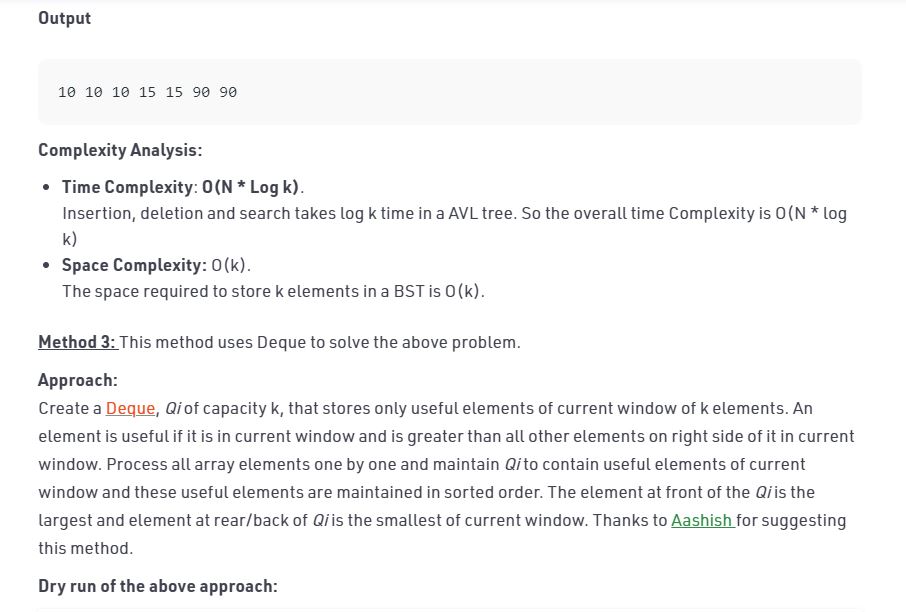 Output
10 10 10 15 15 90 90
Complexity Analysis:
• Time Complexity: O(N * Log k).
Insertion, deletion and search takes log k time in a AVL tree. So the overall time Complexity is O(N * log
k)
• Space Complexity: O(k).
The space required to store k elements in a BST is O(k).
Method 3: This method uses Deque to solve the above problem.
Approach:
Create a Deque, Qi of capacity k, that stores only useful elements of current window of k elements. An
element is useful if it is in current window and is greater than all other elements on right side of it in current
window. Process all array elements one by one and maintain Qi to contain useful elements of current
window and these useful elements are maintained in sorted order. The element at front of the Qi is the
largest and element at rear/back of Qi is the smallest of current window. Thanks to Aashish for suggesting
this method.
Dry run of the above approach: